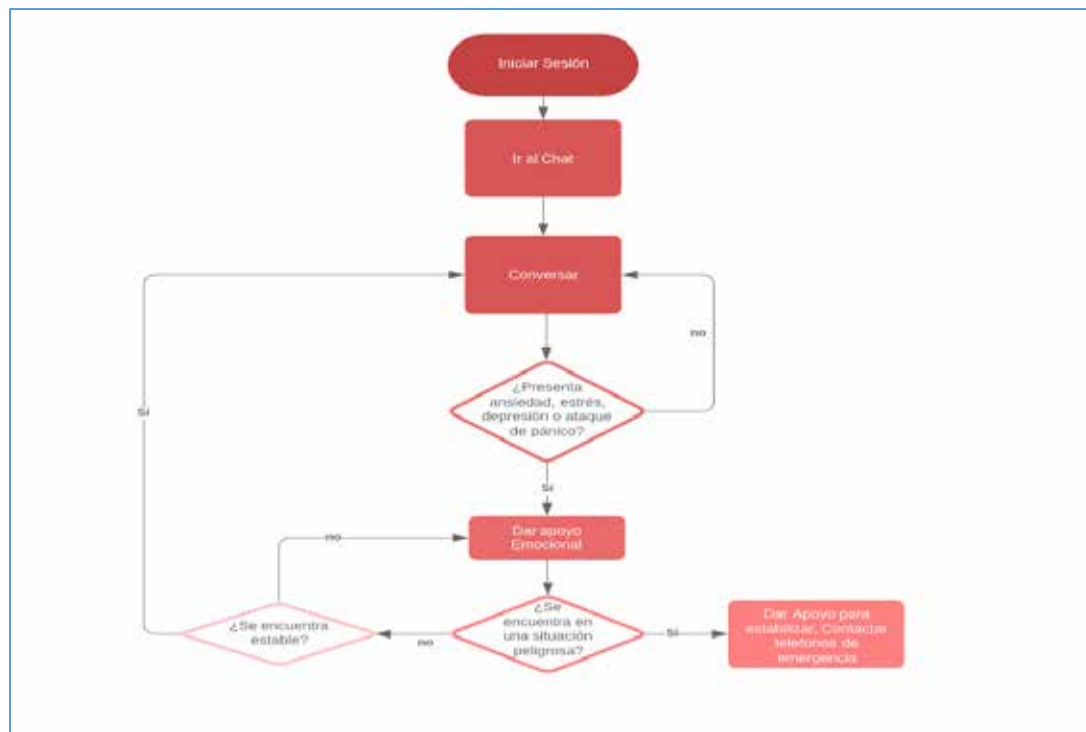 Iniciar Sesión
Ir al Chat
Conversar
no
¿Presenta
ansiedad, estrés,
depresión o ataque
de pánico?
Si
Si
Dar apoyo
Emocional
no
¿Se encuentra
estable?
no
¿Se
encuentra en
una situación
peligrosa?
Si
Dar Apoyo para
estabilizar, Contactar
telefonos de
emergencia